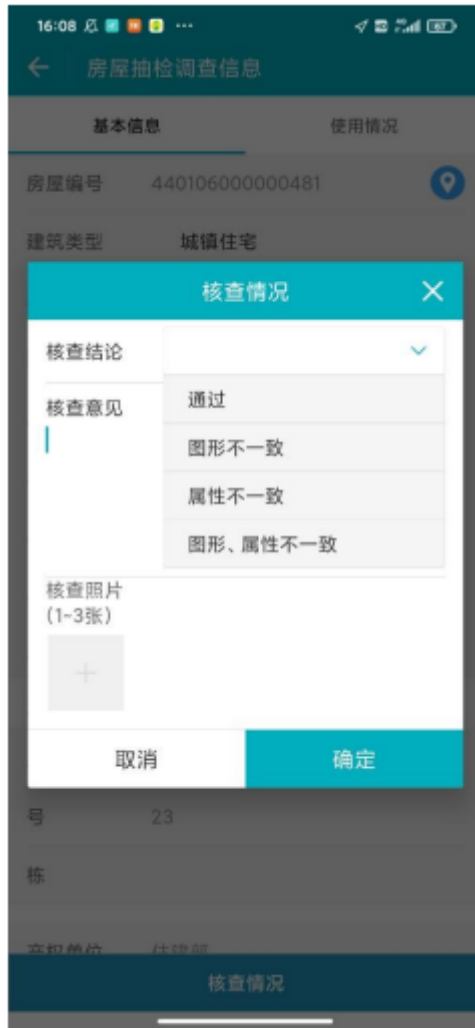 16:08
房屋抽检调查信息
基本信息 使用情况
房屋编号 440106000000481
建筑类型 城镇住宅
核查情况
核查结论
核查意见
通过
图形不一致
属性不一致
图形、属性不一致
核查照片
(1-3张)
取消 确定
号 23
栋
产权单位 住建部
核查情况